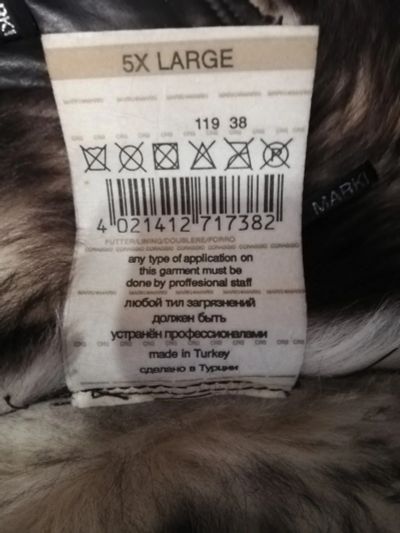 5X LARGE
119 38
4 021412 717382
FUTTER/LINING/DOUBLERE/FORRO
any type of application on
this garment must be
done by proffesional staff
любой тип загрязнений
должен быть
устранён профессионалами
made in Turkey
сделано в Турции
MARKI